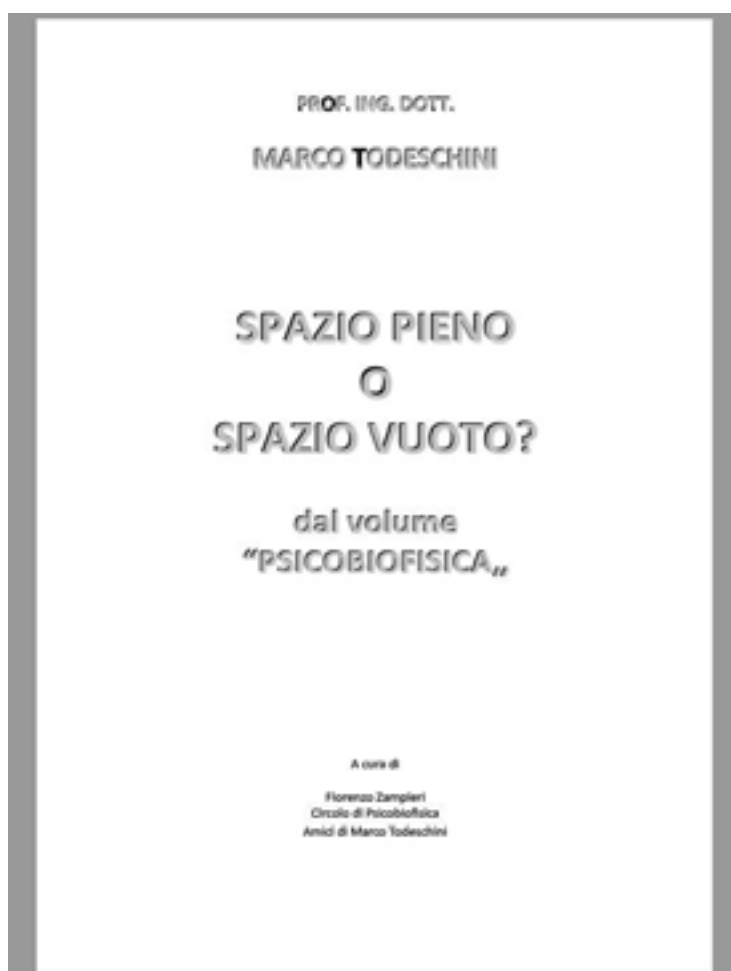 PROF. ING. DOTT.
MARCO TODESCHINI
SPAZIO PIENO
O
SPAZIO VUOTO?
dal volume
“PSICOBIOFISICA„
A cura di
Fiorenzo Zampieri
Circolo di Psicobiofisica
Amici di Marco Todeschini